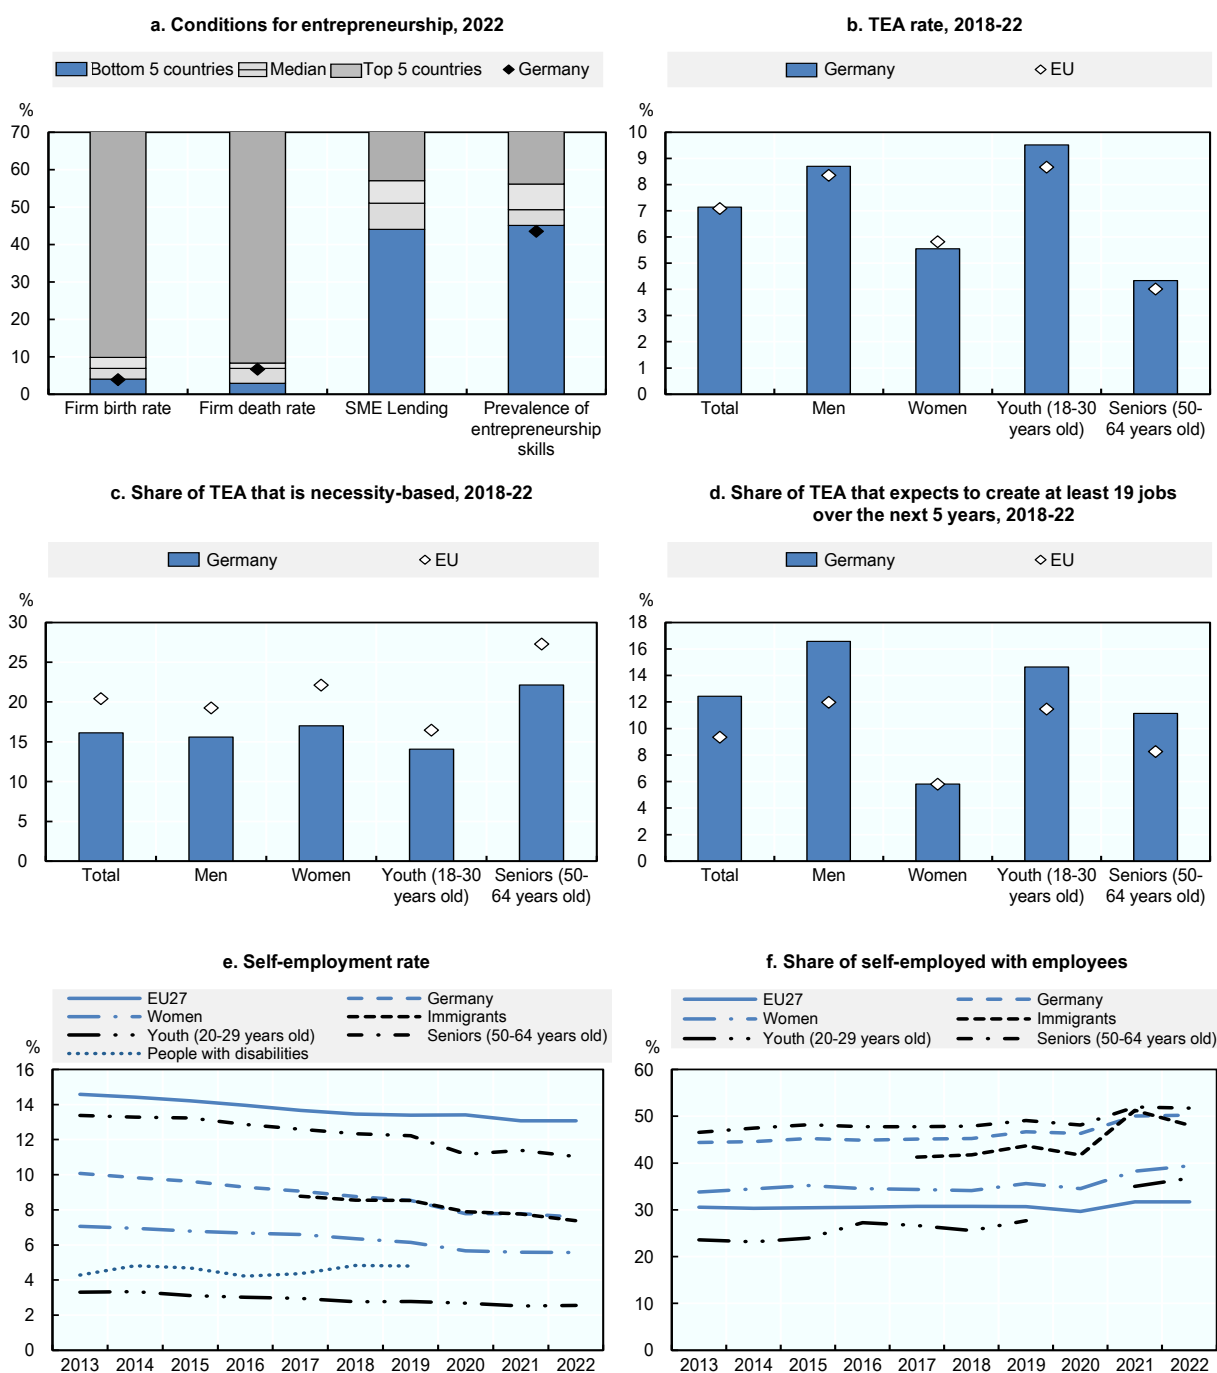 a. Conditions for entrepreneurship, 2022
Bottom 5 countries Median Top 5 countries Germany
%
70
60
50
40
30
20
10
0
Firm birth rate Firm death rate SME Lending Prevalence of
entrepreneurship
skills
b. TEA rate, 2018-22
Germany EU
%
10
9
8
7
6
5
4
3
2
1
0
Total Men Women Youth (18-30 Seniors (50-
years old) 64 years old)
c. Share of TEA that is necessity-based, 2018-22
Germany EU
%
30
25
20
15
10
5
0
Total Men Women Youth (18-30 Seniors (50-
years old) 64 years old)
d. Share of TEA that expects to create at least 19 jobs
over the next 5 years, 2018-22
Germany EU
%
18
16
14
12
10
8
6
4
2
0
Total Men Women Youth (18-30 Seniors (50-
years old) 64 years old)
e. Self-employment rate
EU27 Germany
Women Immigrants
Youth (20-29 years old) Seniors (50-64 years old)
People with disabilities
%
16
14
12
10
8
6
4
2
0
2013 2014 2015 2016 2017 2018 2019 2020 2021 2022
f. Share of self-employed with employees
EU27 Germany
Women Immigrants
Youth (20-29 years old) Seniors (50-64 years old)
%
60
50
40
30
20
10
0
2013 2014 2015 2016 2017 2018 2019 2020 2021 2022